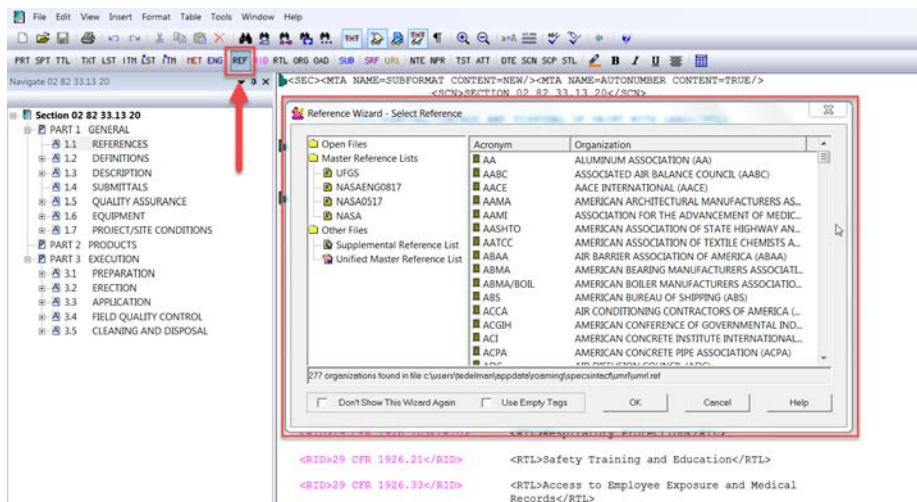 File Edit View Insert Format Table Tools Window Help
PRT SPT TTL TXT LST ITM LST ITM MET ENG REF RID RTL ORG OAD SUB SRF URL NTE NPR TST ATT DTE SCN SCP STL B I U
Navigate 02 82 33.13 20
<SEC><MTA NAME=SUBFORMAT CONTENT=NEW/><MTA NAME=AUTONUMBER CONTENT=TRUE/>
<SCN>SECTION 02 82 33.13 20</SCN>
Section 02 82 33.13 20
PART 1 GENERAL
1.1 REFERENCES
1.2 DEFINITIONS
1.3 DESCRIPTION
1.4 SUBMITTALS
1.5 QUALITY ASSURANCE
1.6 EQUIPMENT
1.7 PROJECT/SITE CONDITIONS
PART 2 PRODUCTS
PART 3 EXECUTION
3.1 PREPARATION
3.2 ERECTION
3.3 APPLICATION
3.4 FIELD QUALITY CONTROL
3.5 CLEANING AND DISPOSAL
Reference Wizard - Select Reference
Open Files
Master Reference Lists
UFGS
NASAENG0817
NASA0517
NASA
Other Files
Supplemental Reference List
Unified Master Reference List
Acronym Organization
AA ALUMINUM ASSOCIATION (AA)
AABC ASSOCIATED AIR BALANCE COUNCIL (AABC)
AACE AACE INTERNATIONAL (AACE)
AAMA AMERICAN ARCHITECTURAL MANUFACTURERS AS...
AAMI ASSOCIATION FOR THE ADVANCEMENT OF MEDIC...
AASHTO AMERICAN ASSOCIATION OF STATE HIGHWAY AN...
AATCC AMERICAN ASSOCIATION OF TEXTILE CHEMISTS A...
ABAA AIR BARRIER ASSOCIATION OF AMERICA (ABAA)
ABMA AMERICAN BEARING MANUFACTURERS ASSOCIATI...
ABMA/BOIL AMERICAN BOILER MANUFACTURERS ASSOCIATIO...
ABS AMERICAN BUREAU OF SHIPPING (ABS)
ACCA AIR CONDITIONING CONTRACTORS OF AMERICA (...
ACGIH AMERICAN CONFERENCE OF GOVERNMENTAL IND...
ACI AMERICAN CONCRETE INSTITUTE INTERNATIONAL...
ACPA AMERICAN CONCRETE PIPE ASSOCIATION (ACPA)
ADC AIR DIFFUSION COUNCIL (ADC)
277 organizations found in file c:\users\tedelman\appdata\roaming\specsintact\umrl\umrl.ref
Don't Show This Wizard Again Use Empty Tags OK Cancel Help
<RID>29 CFR 1926.21</RID> <RTL>Safety Training and Education</RTL>
<RID>29 CFR 1926.33</RID> <RTL>Access to Employee Exposure and Medical
Records</RTL>